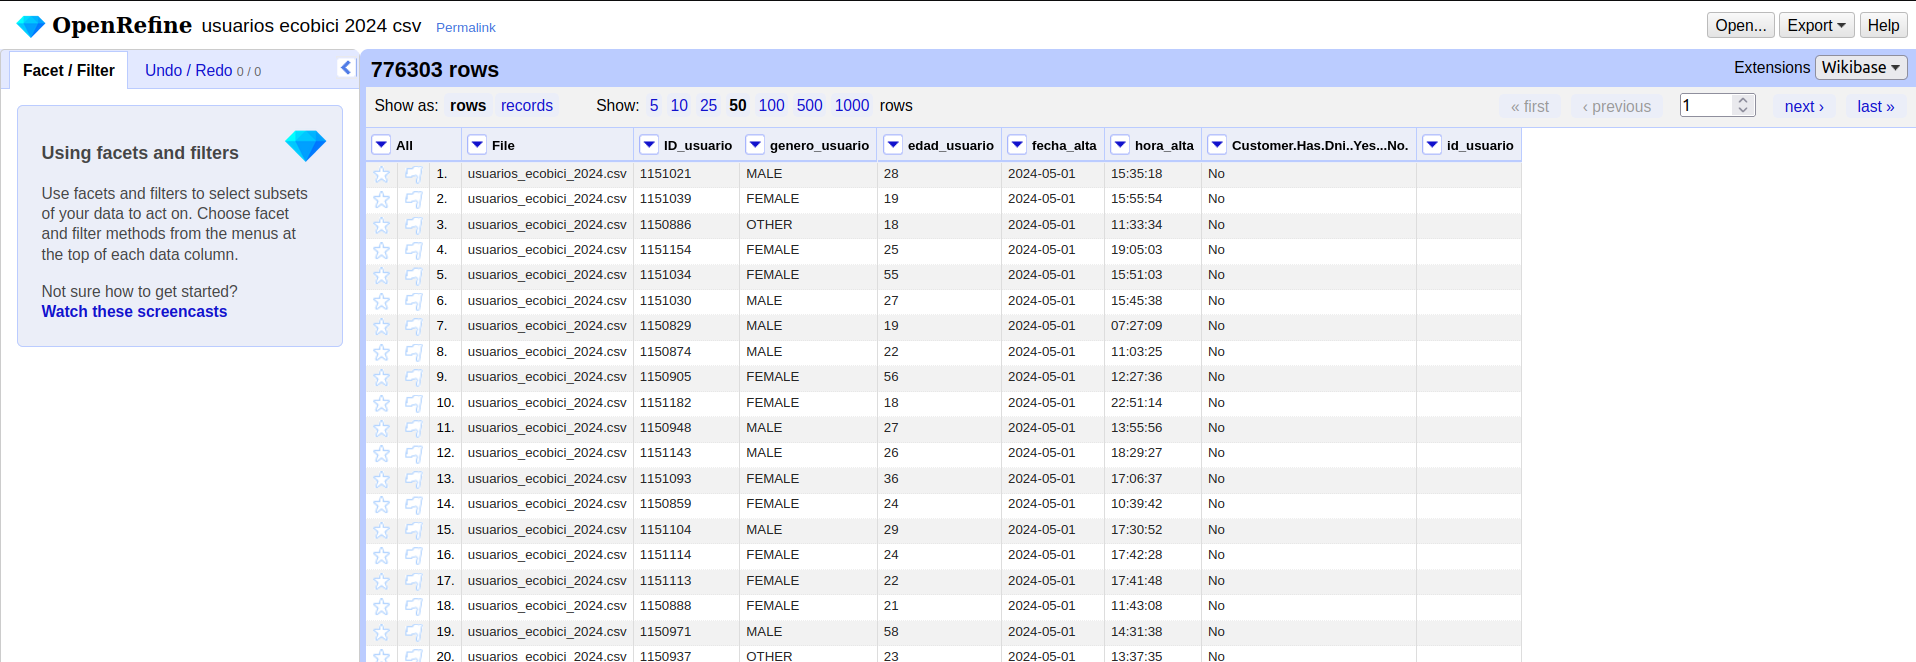 OpenRefine usuarios ecobici 2024 csv Permalink Open... Export Help
Facet / Filter Undo / Redo 0 / 0
776303 rows Extensions Wikibase
Show as: rows records Show: 5 10 25 50 100 500 1000 rows « first ‹ previous 1 next › last »
Using facets and filters
Use facets and filters to select subsets
of your data to act on. Choose facet
and filter methods from the menus at
the top of each data column.
Not sure how to get started?
Watch these screencasts
All File ID_usuario genero_usuario edad_usuario fecha_alta hora_alta Customer.Has.Dni..Yes...No. id_usuario
1. usuarios_ecobici_2024.csv 1151021 MALE 28 2024-05-01 15:35:18 No
2. usuarios_ecobici_2024.csv 1151039 FEMALE 19 2024-05-01 15:55:54 No
3. usuarios_ecobici_2024.csv 1150886 OTHER 18 2024-05-01 11:33:34 No
4. usuarios_ecobici_2024.csv 1151154 FEMALE 25 2024-05-01 19:05:03 No
5. usuarios_ecobici_2024.csv 1151034 FEMALE 55 2024-05-01 15:51:03 No
6. usuarios_ecobici_2024.csv 1151030 MALE 27 2024-05-01 15:45:38 No
7. usuarios_ecobici_2024.csv 1150829 MALE 19 2024-05-01 07:27:09 No
8. usuarios_ecobici_2024.csv 1150874 MALE 22 2024-05-01 11:03:25 No
9. usuarios_ecobici_2024.csv 1150905 FEMALE 56 2024-05-01 12:27:36 No
10. usuarios_ecobici_2024.csv 1151182 FEMALE 18 2024-05-01 22:51:14 No
11. usuarios_ecobici_2024.csv 1150948 MALE 27 2024-05-01 13:55:56 No
12. usuarios_ecobici_2024.csv 1151143 MALE 26 2024-05-01 18:29:27 No
13. usuarios_ecobici_2024.csv 1151093 FEMALE 36 2024-05-01 17:06:37 No
14. usuarios_ecobici_2024.csv 1150859 FEMALE 24 2024-05-01 10:39:42 No
15. usuarios_ecobici_2024.csv 1151104 MALE 29 2024-05-01 17:30:52 No
16. usuarios_ecobici_2024.csv 1151114 FEMALE 24 2024-05-01 17:42:28 No
17. usuarios_ecobici_2024.csv 1151113 FEMALE 22 2024-05-01 17:41:48 No
18. usuarios_ecobici_2024.csv 1150888 FEMALE 21 2024-05-01 11:43:08 No
19. usuarios_ecobici_2024.csv 1150971 MALE 58 2024-05-01 14:31:38 No
20. usuarios_ecobici_2024.csv 1150937 OTHER 23 2024-05-01 13:37:35 No